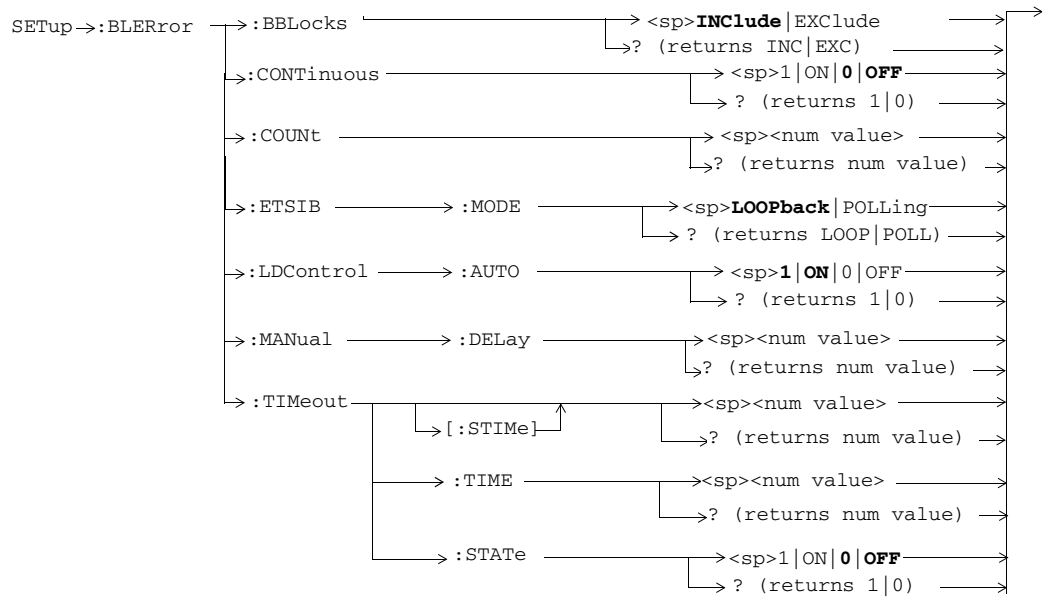 SETup :BLERror :BBLocks <sp>INClude|EXClude
? (returns INC|EXC)
:CONTinuous <sp>1|ON|0|OFF
? (returns 1|0)
:COUNt <sp><num value>
? (returns num value)
:ETSIB :MODE <sp>LOOPback|POLLing
? (returns LOOP|POLL)
:LDControl :AUTO <sp>1|ON|0|OFF
? (returns 1|0)
:MANual :DELay <sp><num value>
? (returns num value)
:TIMeout <sp><num value>
[:STIMe] ? (returns num value)
:TIME <sp><num value>
? (returns num value)
:STATe <sp>1|ON|0|OFF
? (returns 1|0)